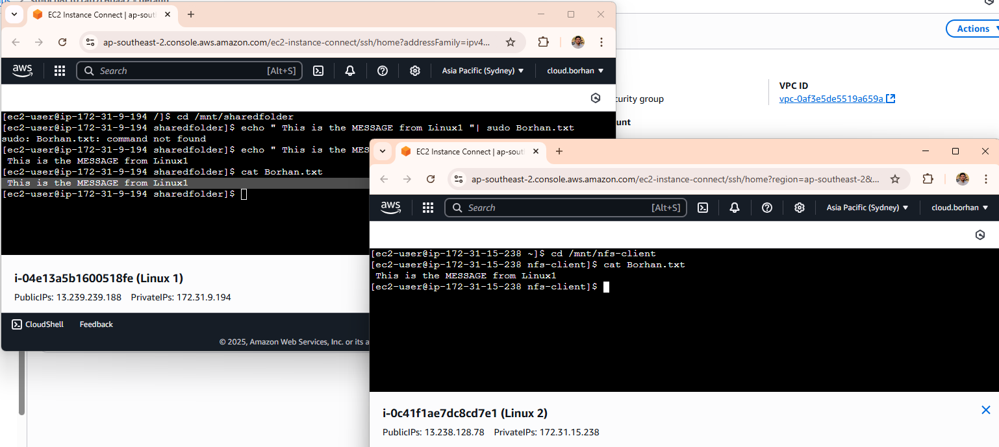 EC2 Instance Connect | ap-sout
ap-southeast-2.console.aws.amazon.com/ec2-instance-connect/ssh/home?addressFamily=ipv4...
aws
Search
[Alt+S]
Asia Pacific (Sydney)
cloud.borhan
[ec2-user@ip-172-31-9-194 /]$ cd /mnt/sharedfolder
[ec2-user@ip-172-31-9-194 sharedfolder]$ echo " This is the MESSAGE from Linux1 "| sudo Borhan.txt
sudo: Borhan.txt: command not found
[ec2-user@ip-172-31-9-194 sharedfolder]$ echo " This is the MES
This is the MESSAGE from Linux1
[ec2-user@ip-172-31-9-194 sharedfolder]$ cat Borhan.txt
This is the MESSAGE from Linux1
[ec2-user@ip-172-31-9-194 sharedfolder]$
i-04e13a5b1600518fe (Linux 1)
PublicIPs: 13.239.239.188 PrivateIPs: 172.31.9.194
CloudShell Feedback
© 2025, Amazon Web Services, Inc. or its a
Actions
curity group
VPC ID
vpc-0af3e5de5519a659a
unt
EC2 Instance Connect | ap-sout
ap-southeast-2.console.aws.amazon.com/ec2-instance-connect/ssh/home?region=ap-southeast-2&...
aws
Search
[Alt+S]
Asia Pacific (Sydney)
cloud.borhan
[ec2-user@ip-172-31-15-238 ~]$ cd /mnt/nfs-client
[ec2-user@ip-172-31-15-238 nfs-client]$ cat Borhan.txt
This is the MESSAGE from Linux1
[ec2-user@ip-172-31-15-238 nfs-client]$
i-0c41f1ae7dc8cd7e1 (Linux 2)
PublicIPs: 13.238.128.78 PrivateIPs: 172.31.15.238